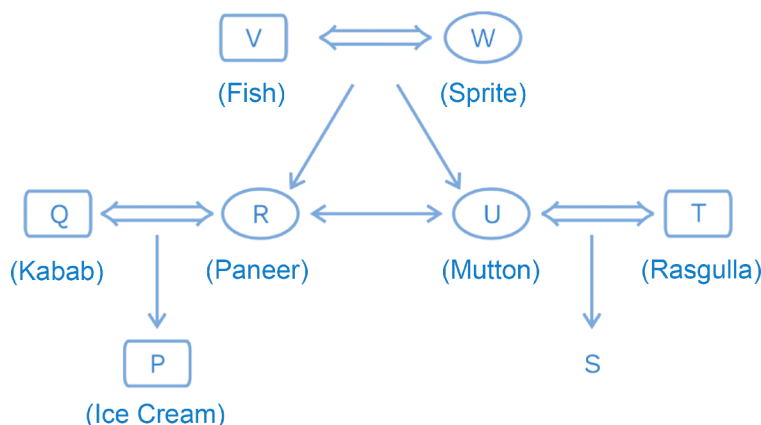 V W
(Fish) (Sprite)
Q R U T
(Kabab) (Paneer) (Mutton) (Rasgulla)
P S
(Ice Cream)